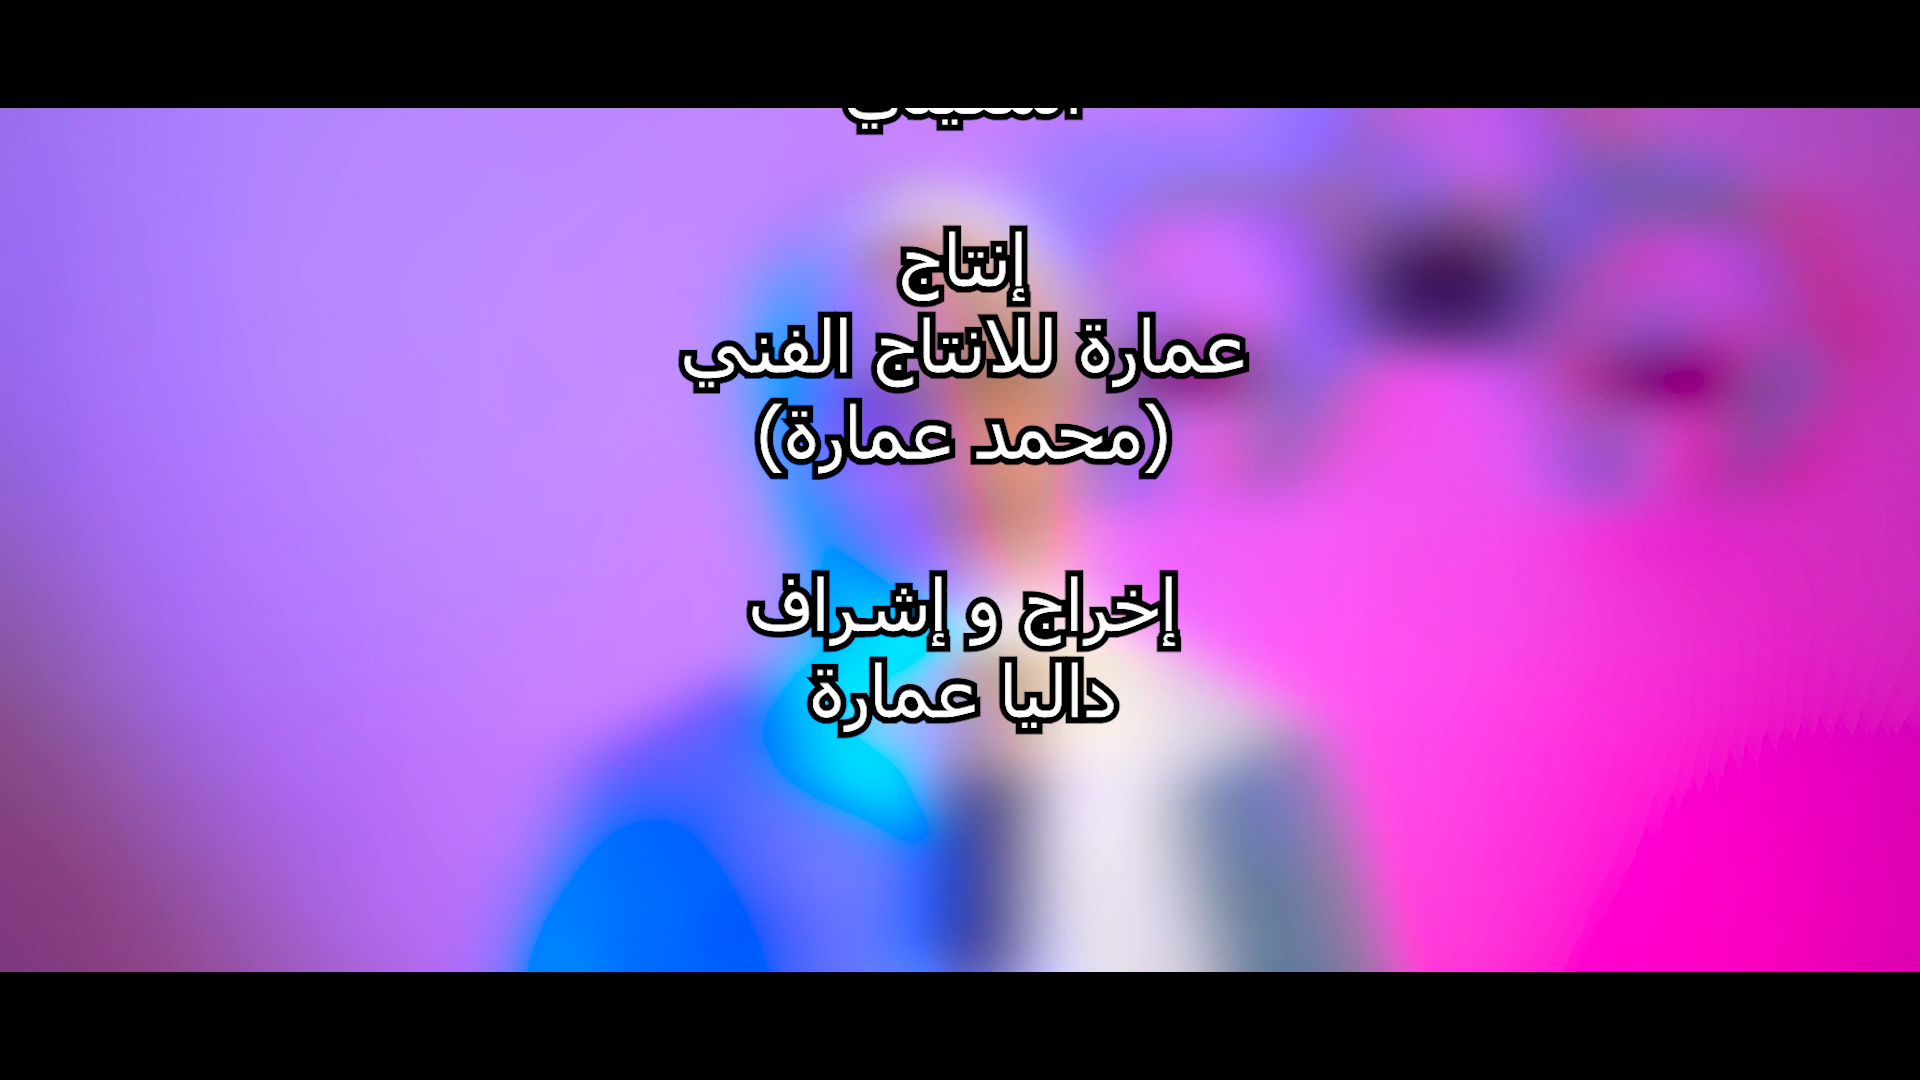 إنتاج
عمارة للانتاج الفني
(محمد عمارة)
إخراج و إشراف
داليا عمارة